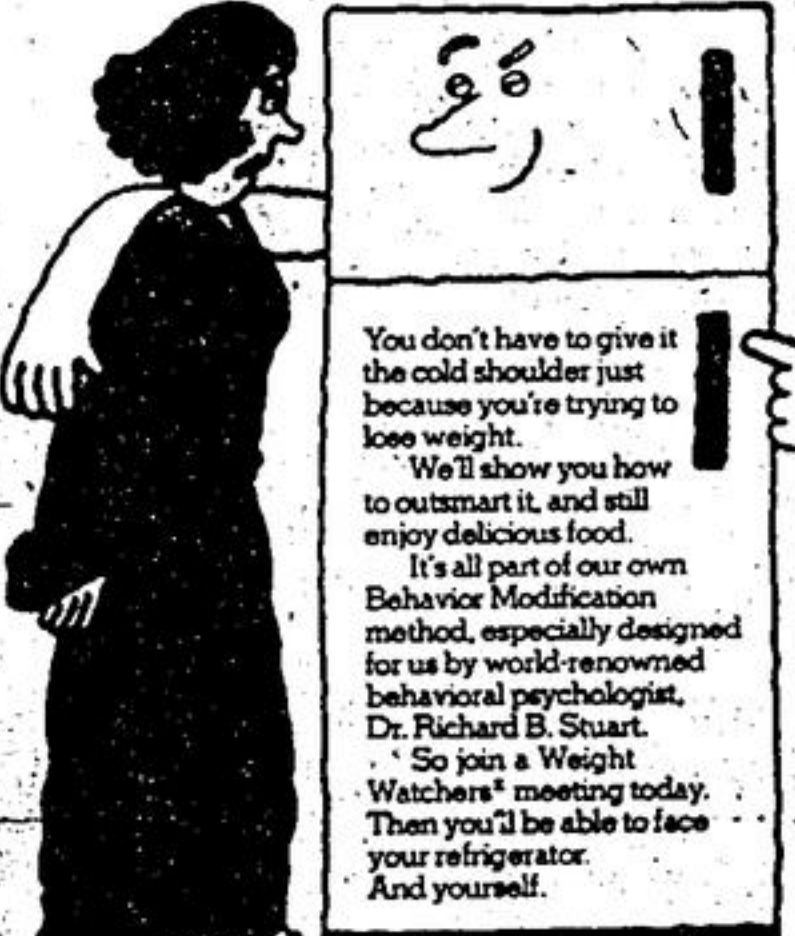 You don't have to give it
the cold shoulder just
because you're trying to
lose weight.
We'll show you how
to outsmart it, and still
enjoy delicious food.
It's all part of our own
Behavior Modification
method, especially designed
for us by world-renowned
behavioral psychologist,
Dr. Richard B. Stuart.
So join a Weight
Watchers® meeting today.
Then you'll be able to face
your refrigerator.
And yourself.